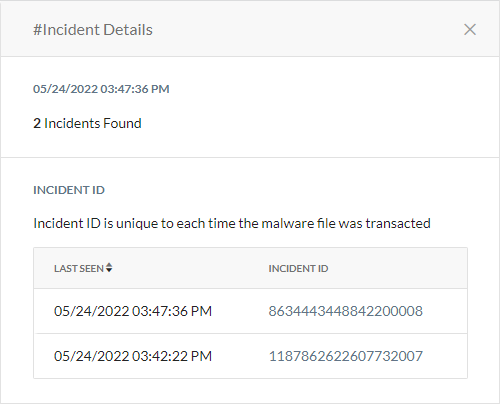 #Incident Details
05/24/2022 03:47:36 PM
2 Incidents Found
INCIDENT ID
Incident ID is unique to each time the malware file was transacted
LAST SEEN INCIDENT ID
05/24/2022 03:47:36 PM 8634443448842200008
05/24/2022 03:42:22 PM 1187862622607732007